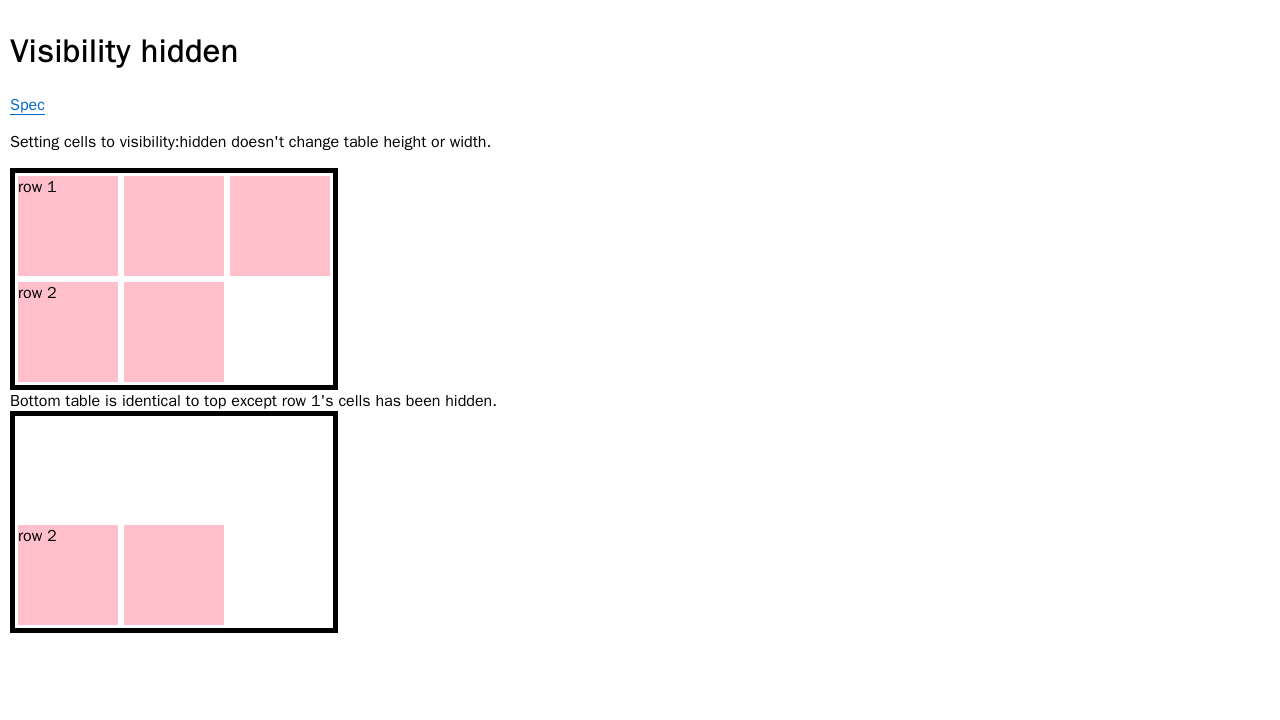 Visibility hidden
Spec
Setting cells to visibility:hidden doesn't change table height or width.
row 1
row 2
Bottom table is identical to top except row 1's cells has been hidden.
row 2